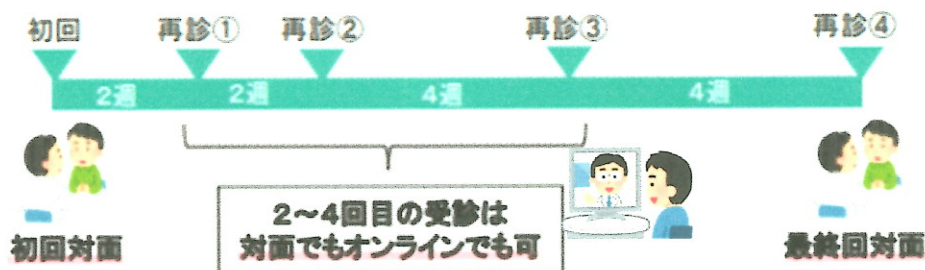 初回 再診① 再診② 再診③ 再診④
2週 2週 4週 4週
2～4回目の受診は
対面でもオンラインでも可
初回対面 最終回対面